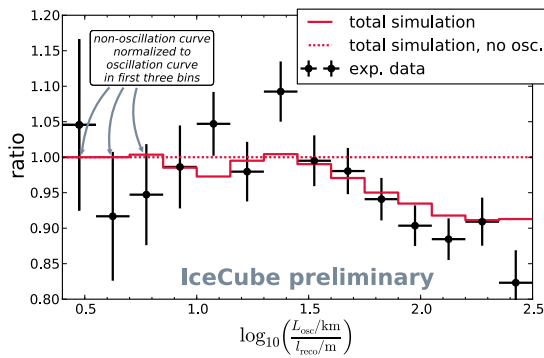 1.20
1.15
1.10
1.05
1.00
0.95
0.90
0.85
0.80
ratio
non-oscillation curve
normalized to
oscillation curve
in first three bins
total simulation
total simulation, no osc.
exp. data
IceCube preliminary
0.5 1.0 1.5 2.0 2.5
log₁₀(L_osc/km / l_reco/m)